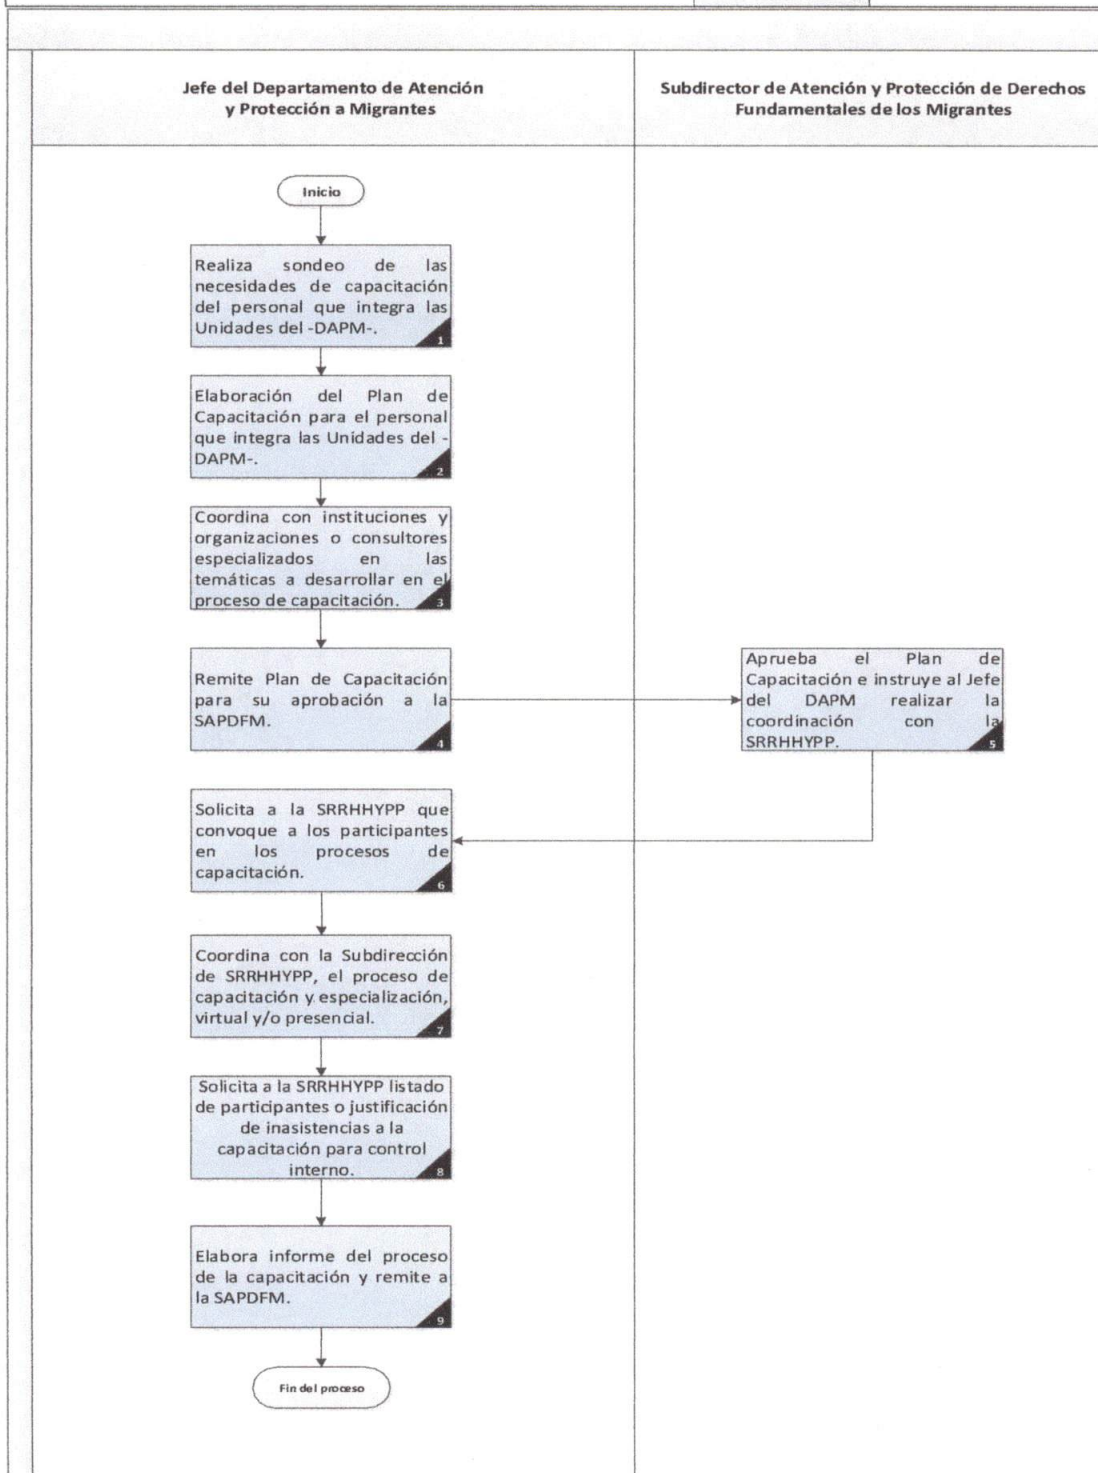 Jefe del Departamento de Atención
y Protección a Migrantes
Subdirector de Atención y Protección de Derechos
Fundamentales de los Migrantes
Inicio
Realiza sondeo de las
necesidades de capacitación
del personal que integra las
Unidades del -DAPM-.
1
Elaboración del Plan de
Capacitación para el personal
que integra las Unidades del -
DAPM-.
2
Coordina con instituciones y
organizaciones o consultores
especializados en las
temáticas a desarrollar en el
proceso de capacitación.
3
Remite Plan de Capacitación
para su aprobación a la
SAPDFM.
4
Aprueba el Plan de
Capacitación e instruye al Jefe
del DAPM realizar la
coordinación con la
SRRHHYPP.
5
Solicita a la SRRHHYPP que
convoque a los participantes
en los procesos de
capacitación.
6
Coordina con la Subdirección
de SRRHHYPP, el proceso de
capacitación y especialización,
virtual y/o presencial.
7
Solicita a la SRRHHYPP listado
de participantes o justificación
de inasistencias a la
capacitación para control
interno.
8
Elabora informe del proceso
de la capacitación y remite a
la SAPDFM.
9
Fin del proceso